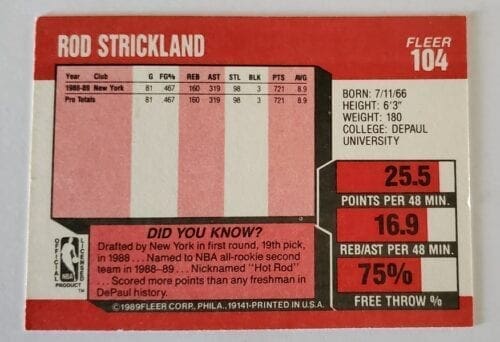 ROD STRICKLAND
FLEER
104
Year Club G FG% REB AST STL BLK PTS AVG
1988-89 New York 81 .467 160 319 98 3 721 8.9
Pro Totals 81 .467 160 319 98 3 721 8.9
BORN: 7/11/66
HEIGHT: 6'3"
WEIGHT: 180
COLLEGE: DEPAUL
UNIVERSITY
25.5
POINTS PER 48 MIN.
16.9
REB/AST PER 48 MIN.
75%
FREE THROW %
DID YOU KNOW?
Drafted by New York in first round, 19th pick,
in 1988... Named to NBA all-rookie second
team in 1988-89... Nicknamed "Hot Rod"
...Scored more points than any freshman in
DePaul history.
OFFICIAL
LICENSED
PRODUCT
TM
©1989 FLEER CORP., PHILA., 19141-PRINTED IN U.S.A.